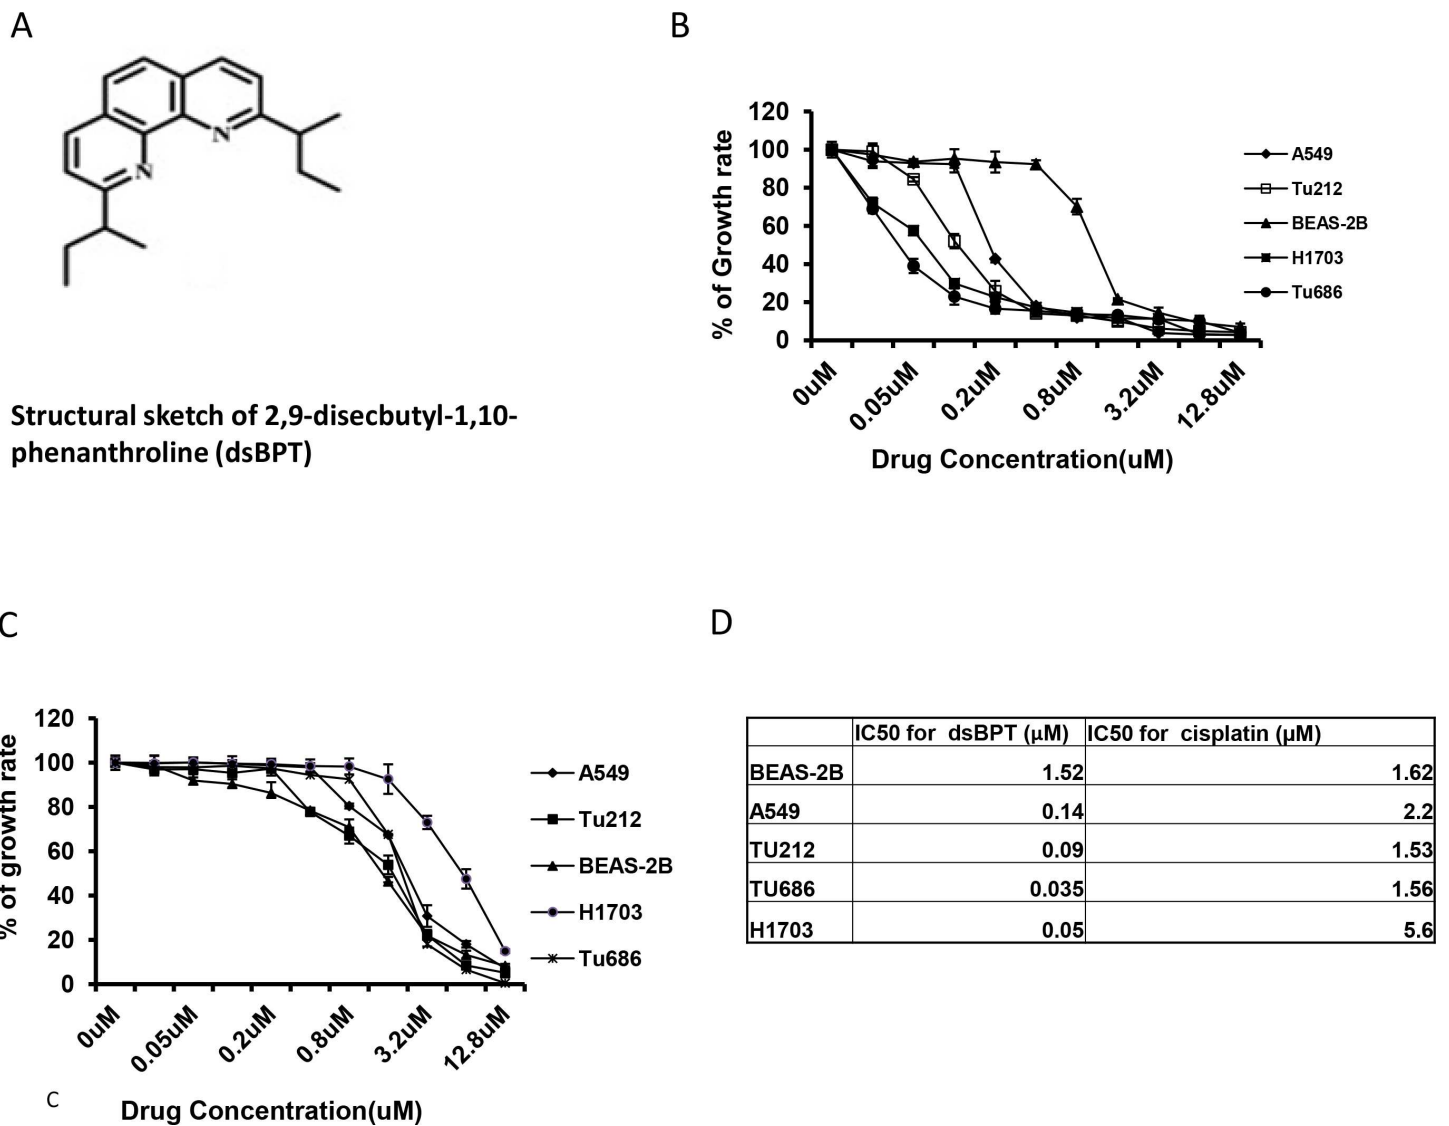 A
N
N
Structural sketch of 2,9-disecbutyl-1,10-
phenanthroline (dsBPT)
B
120
100
80
60
40
20
0
% of Growth rate
0uM
0.05uM
0.2uM
0.8uM
3.2uM
12.8uM
Drug Concentration(uM)
A549
Tu212
BEAS-2B
H1703
Tu686
C
120
100
80
60
40
20
0
% of growth rate
0uM
0.05uM
0.2uM
0.8uM
3.2uM
12.8uM
C
Drug Concentration(uM)
A549
Tu212
BEAS-2B
H1703
Tu686
D
IC50 for dsBPT (μM) IC50 for cisplatin (μM)
BEAS-2B 1.52 1.62
A549 0.14 2.2
TU212 0.09 1.53
TU686 0.035 1.56
H1703 0.05 5.6